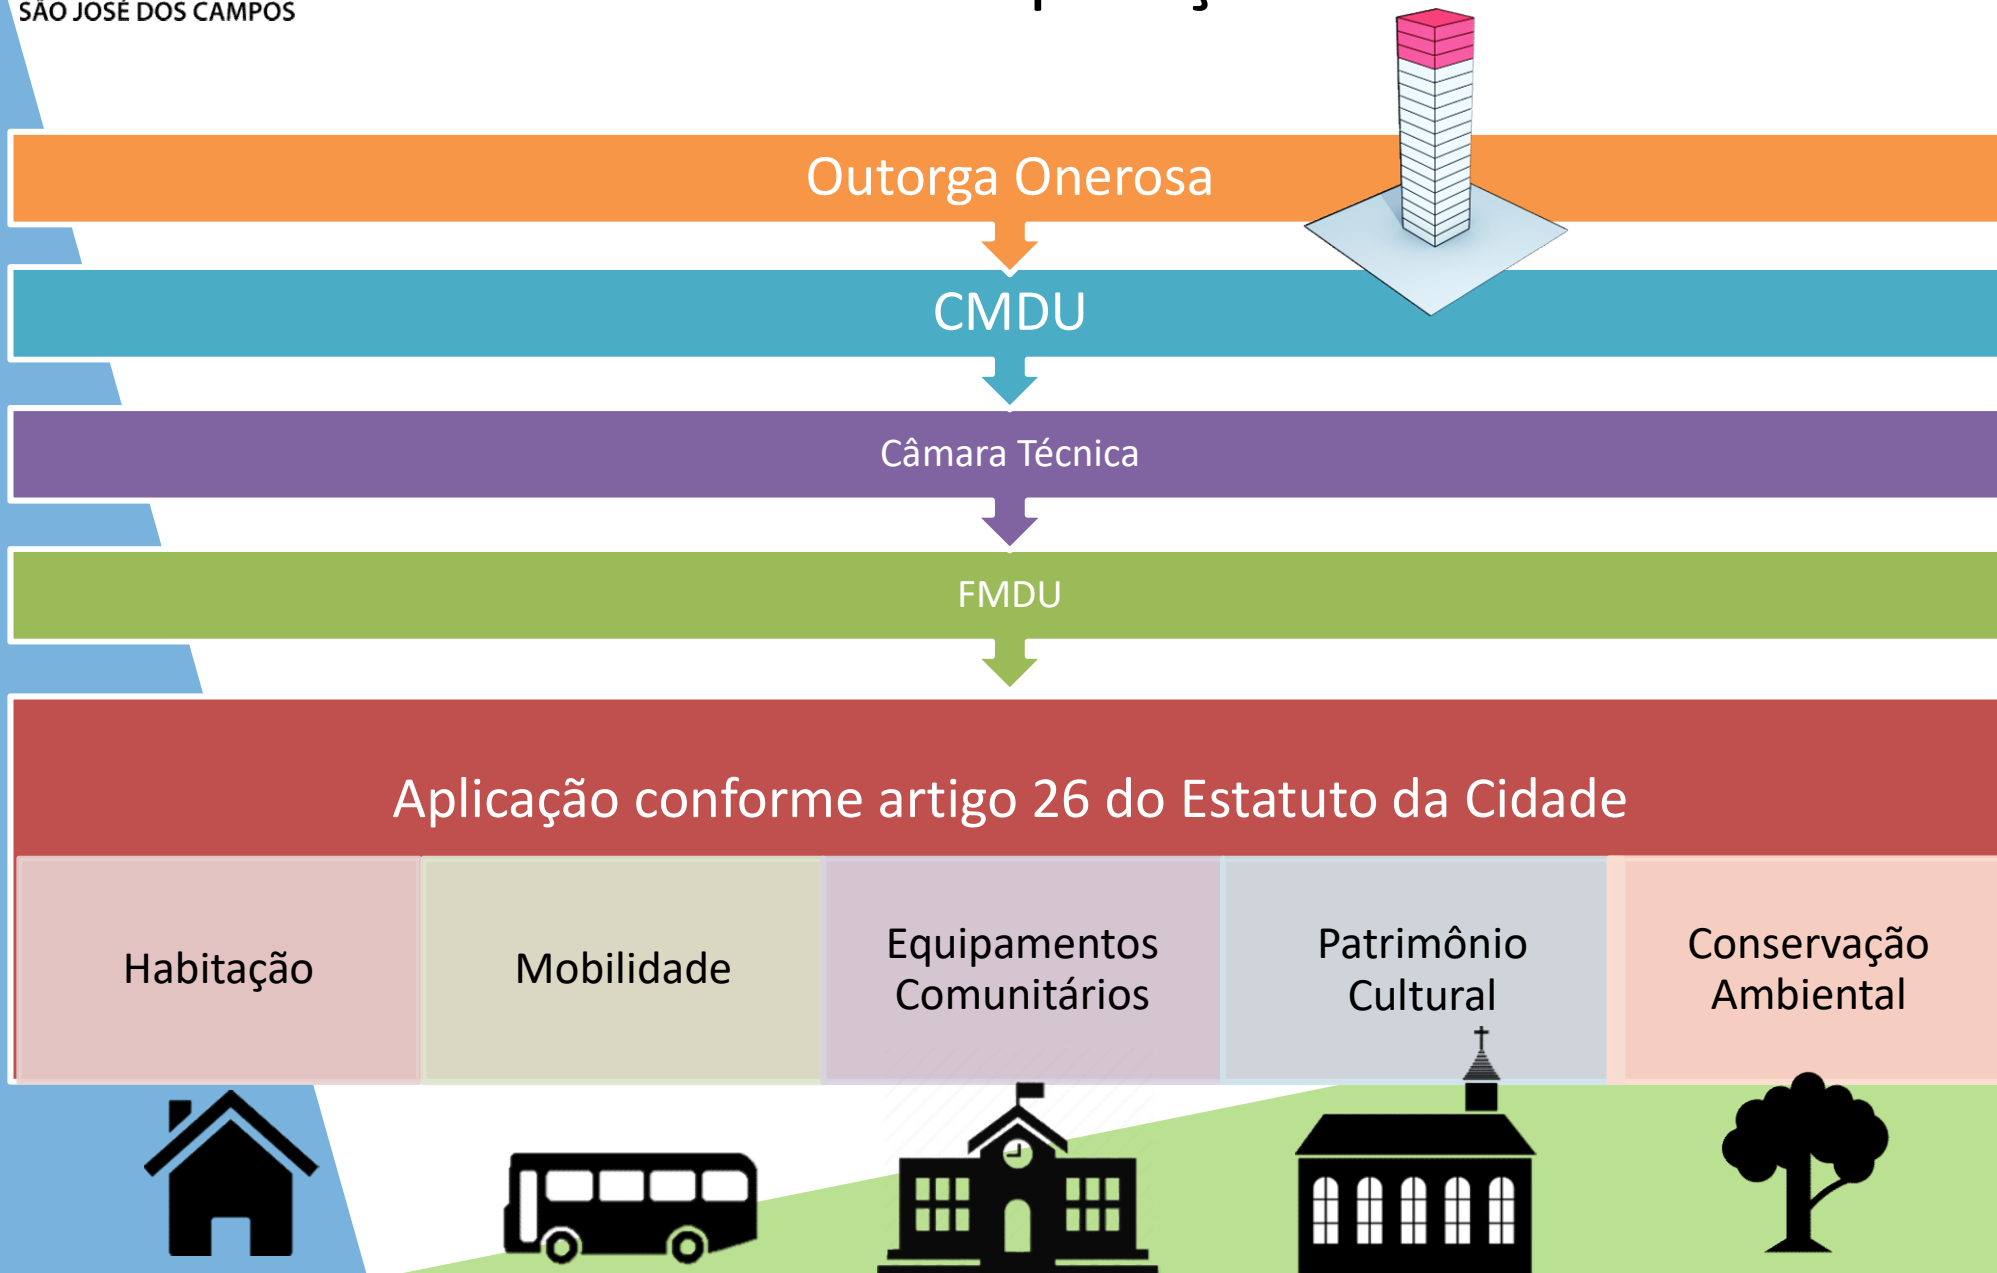 SÃO JOSÉ DOS CAMPOS
Outorga Onerosa
CMDU
Câmara Técnica
FMDU
Aplicação conforme artigo 26 do Estatuto da Cidade
Habitação
Mobilidade
Equipamentos
Comunitários
Patrimônio
Cultural
Conservação
Ambiental